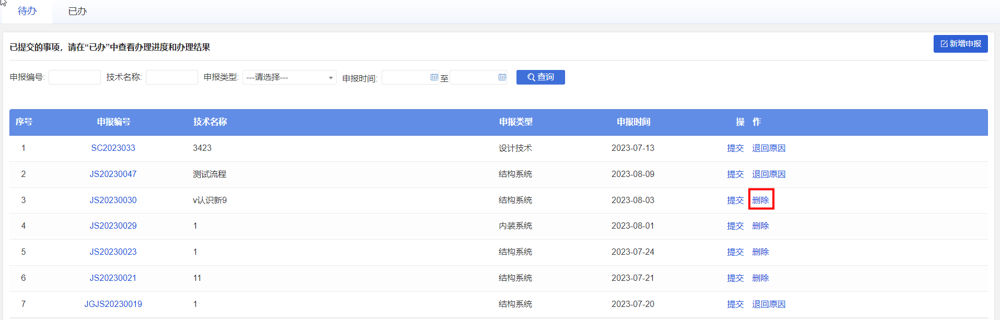 待办 已办
已提交的事项，请在“已办”中查看办理进度和办理结果 新增申报
申报编号: 技术名称: 申报类型: ---请选择--- 申报时间: 至 查询
序号 申报编号 技术名称 申报类型 申报时间 操 作
1 SC2023033 3423 设计技术 2023-07-13 提交 退回原因
2 JS20230047 测试流程 结构系统 2023-08-09 提交 退回原因
3 JS20230030 v认识新9 结构系统 2023-08-03 提交 删除
4 JS20230029 1 内装系统 2023-08-01 提交 删除
5 JS20230023 1 结构系统 2023-07-24 提交 删除
6 JS20230021 11 结构系统 2023-07-21 提交 删除
7 JGJS20230019 1 结构系统 2023-07-20 提交 退回原因